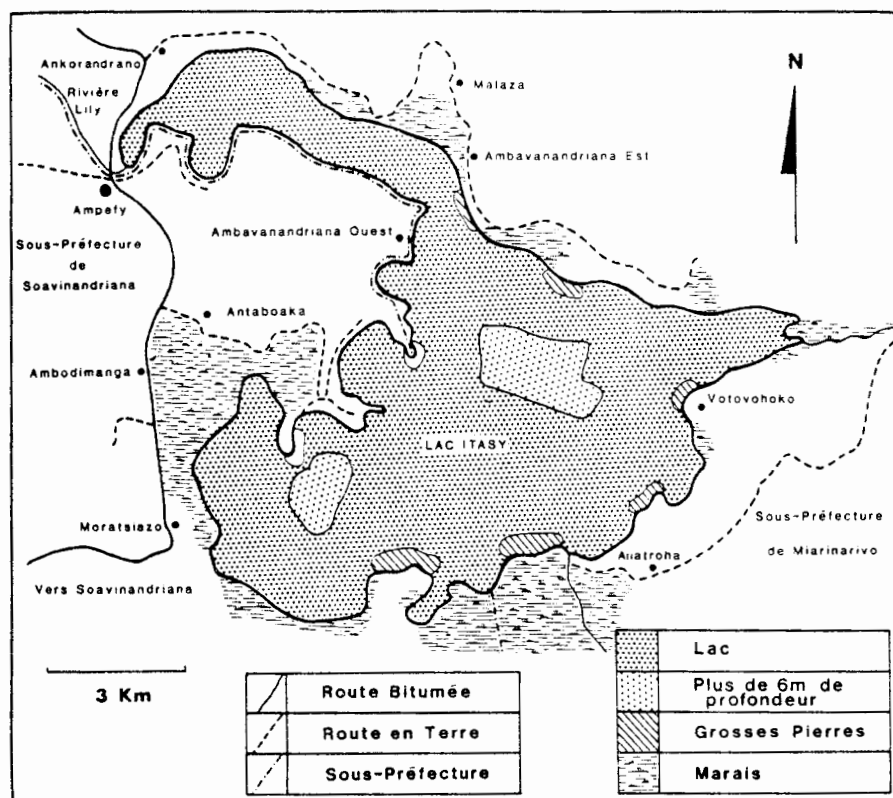 Ankorandrano
Rivière
Lily
Malaza
N
Ambavanandriana Est
Ampefy
Ambavanandriana Ouest
Sous-Préfecture
de
Soavinandriana
Antaboaka
Ambodimanga
Votovohoko
LAC ITASY
Moratsiazo
Sous-Préfecture
de Miarinarivo
Vers Soavinandriana
3 Km
Route Bitumée
Route en Terre
Sous-Préfecture
Lac
Plus de 6m de
profondeur
Grosses Pierres
Marais